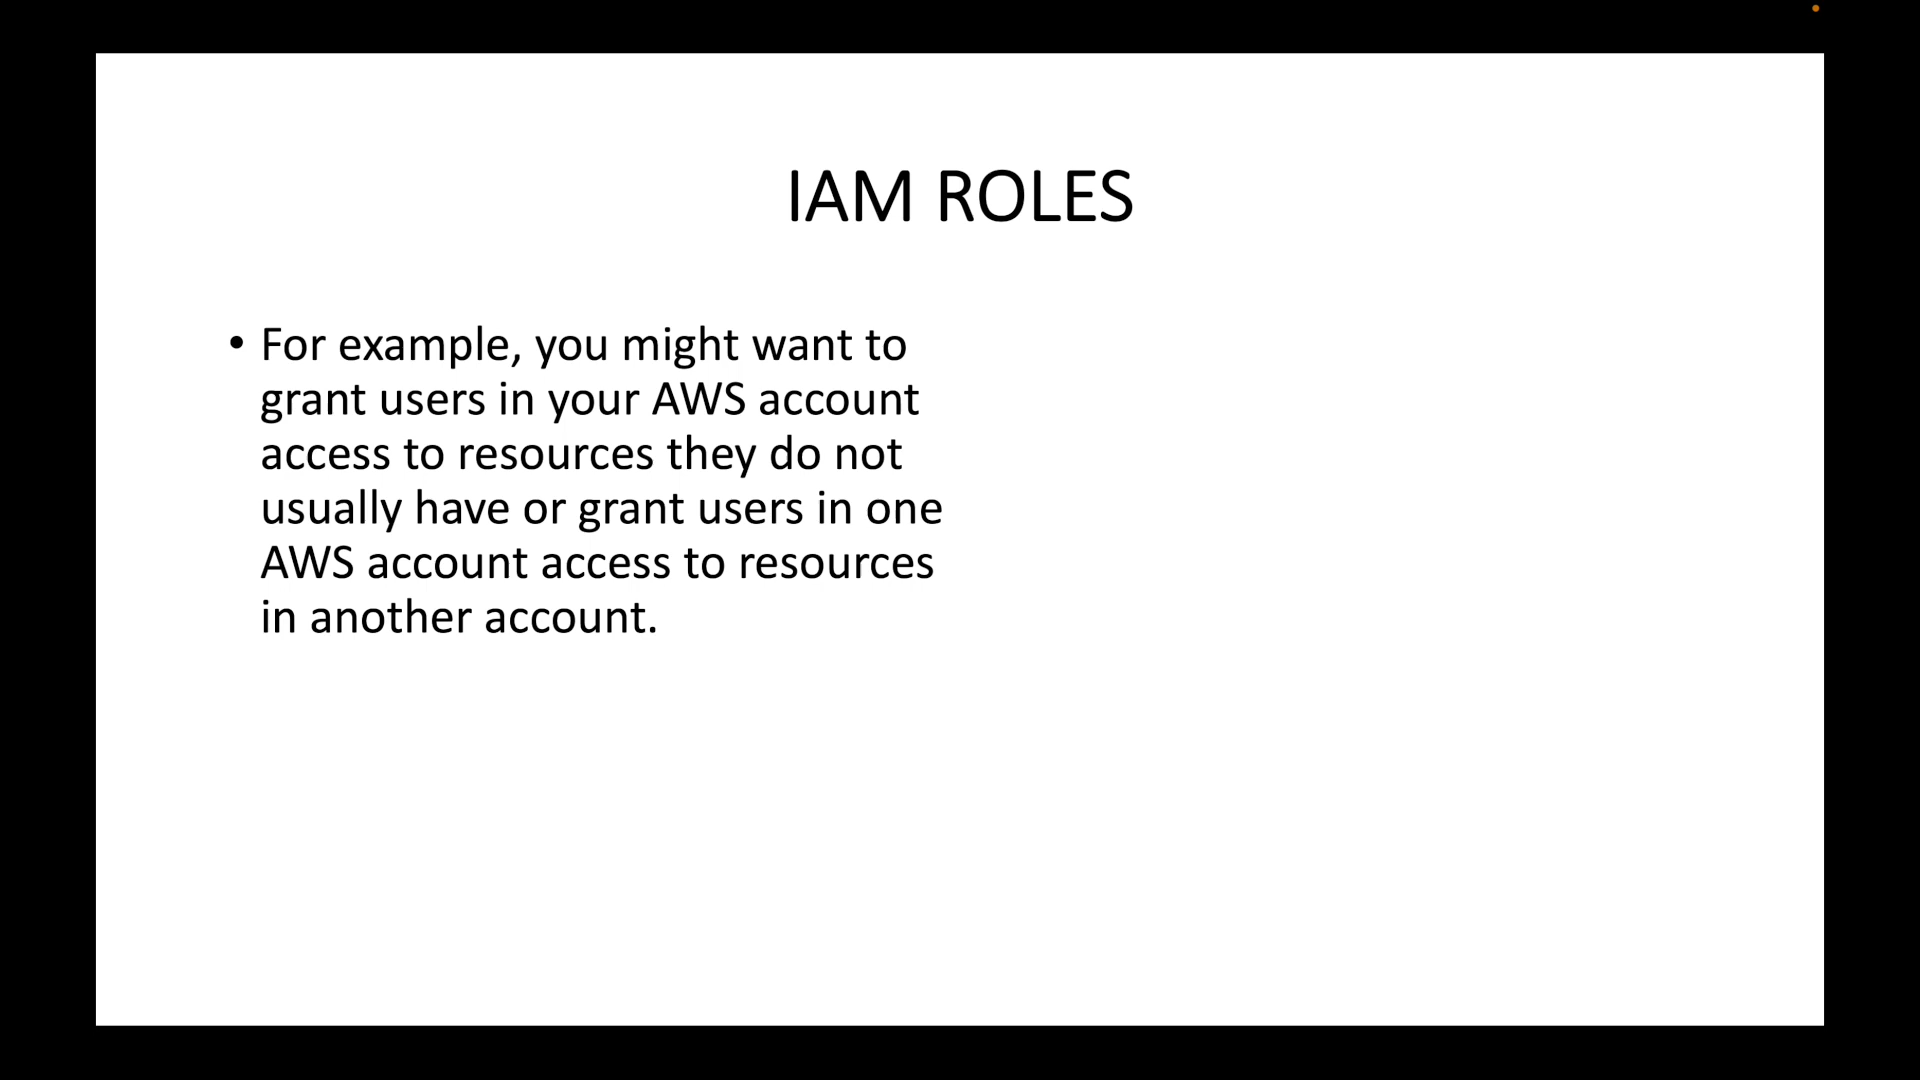 IAM ROLES
• For example, you might want to
grant users in your AWS account
access to resources they do not
usually have or grant users in one
AWS account access to resources
in another account.